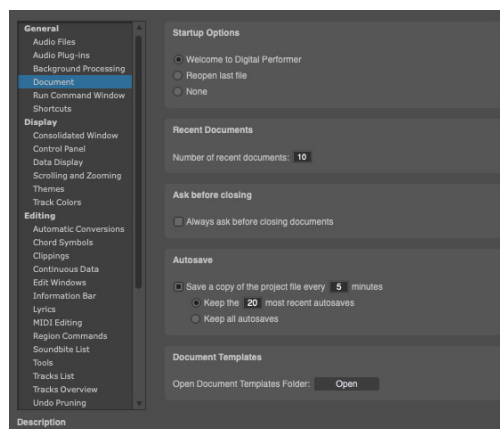 General
Audio Files
Audio Plug-ins
Background Processing
Document
Run Command Window
Shortcuts
Display
Consolidated Window
Control Panel
Data Display
Scrolling and Zooming
Themes
Track Colors
Editing
Automatic Conversions
Chord Symbols
Clippings
Continuous Data
Edit Windows
Information Bar
Lyrics
MIDI Editing
Region Commands
Soundbite List
Tools
Tracks List
Tracks Overview
Undo Pruning
Startup Options
Welcome to Digital Performer
Reopen last file
None
Recent Documents
Number of recent documents: 10
Ask before closing
Always ask before closing documents
Autosave
Save a copy of the project file every 5 minutes
Keep the 20 most recent autosaves
Keep all autosaves
Document Templates
Open Document Templates Folder: Open
Description